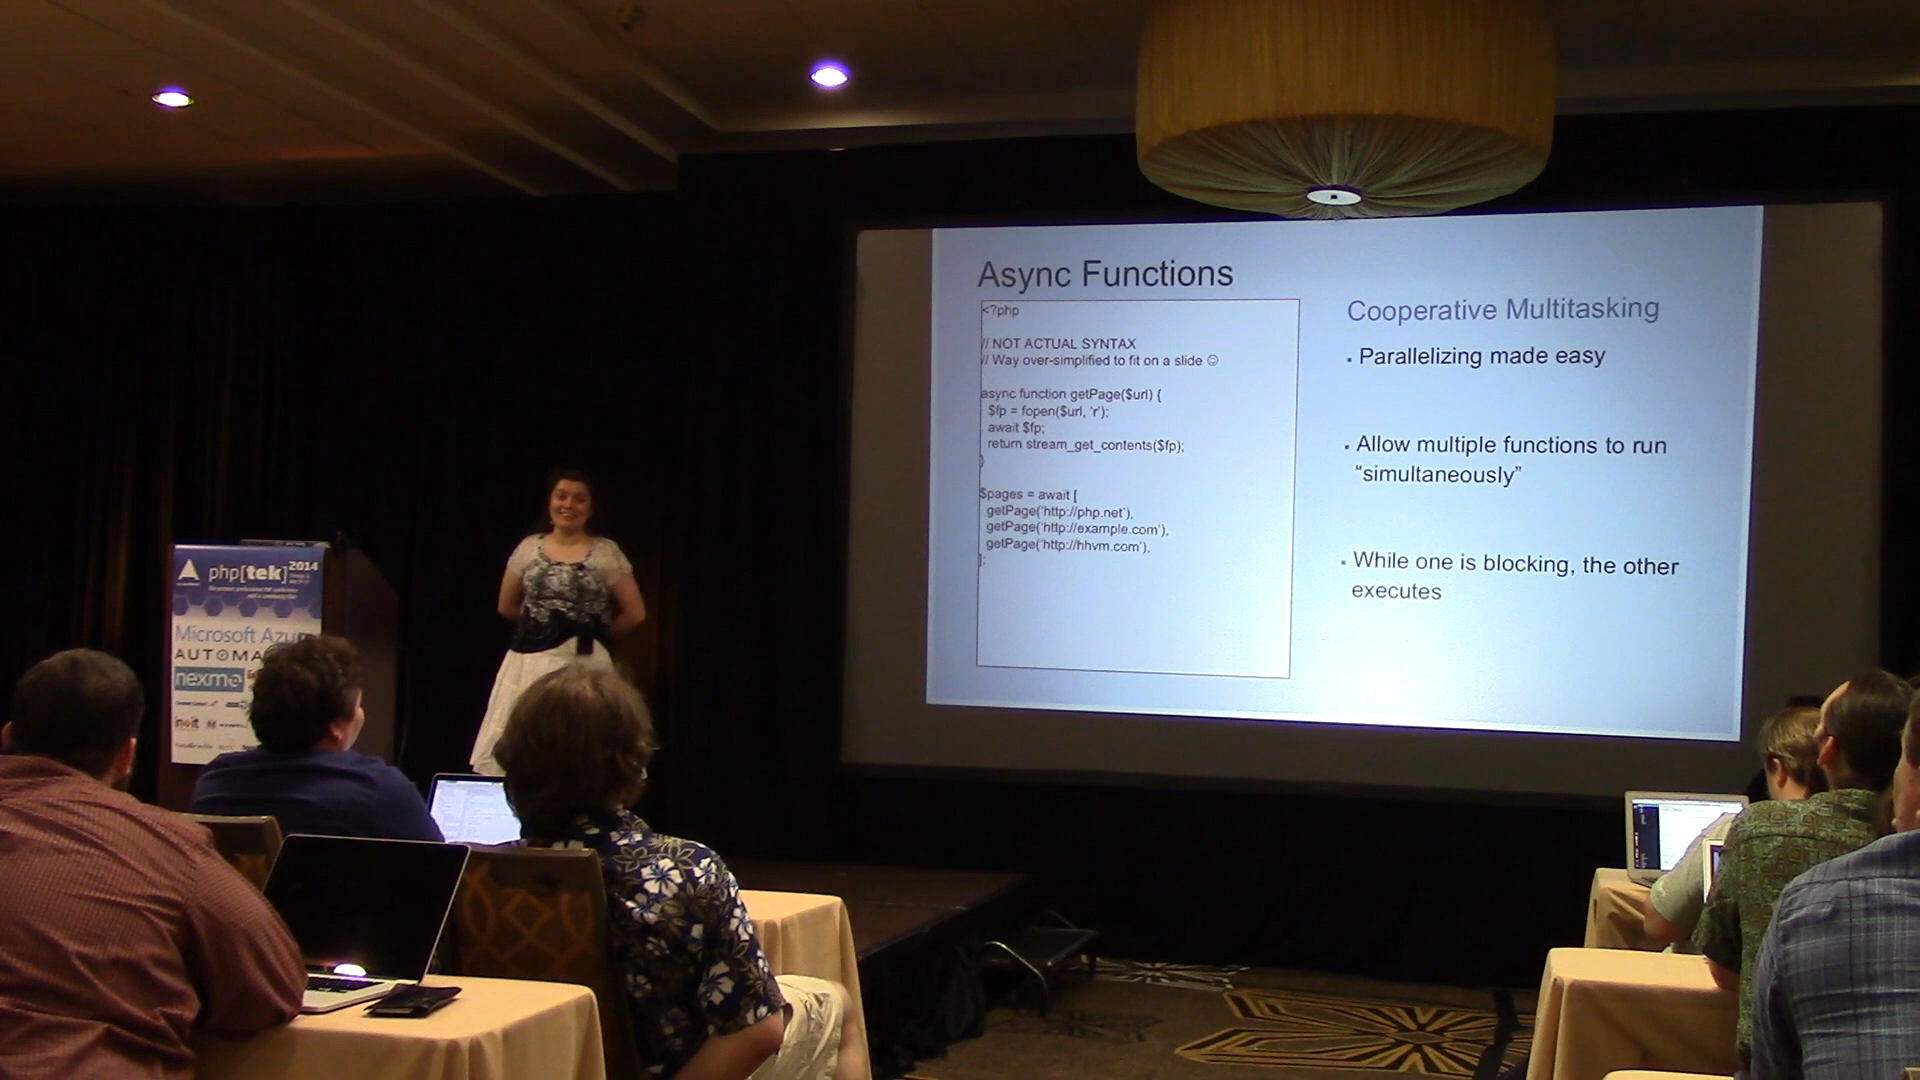 Async Functions
<?php
// NOT ACTUAL SYNTAX
// Way over-simplified to fit on a slide ☺
async function getPage($url) {
$fp = fopen($url, 'r');
await $fp;
return stream_get_contents($fp);
}
$pages = await [
getPage('http://php.net'),
getPage('http://example.com'),
getPage('http://hhvm.com'),
];
Cooperative Multitasking
▪ Parallelizing made easy
▪ Allow multiple functions to run
“simultaneously”
▪ While one is blocking, the other
executes
php[tek] 2014
Microsoft Azu
AUTOMA
nexmo